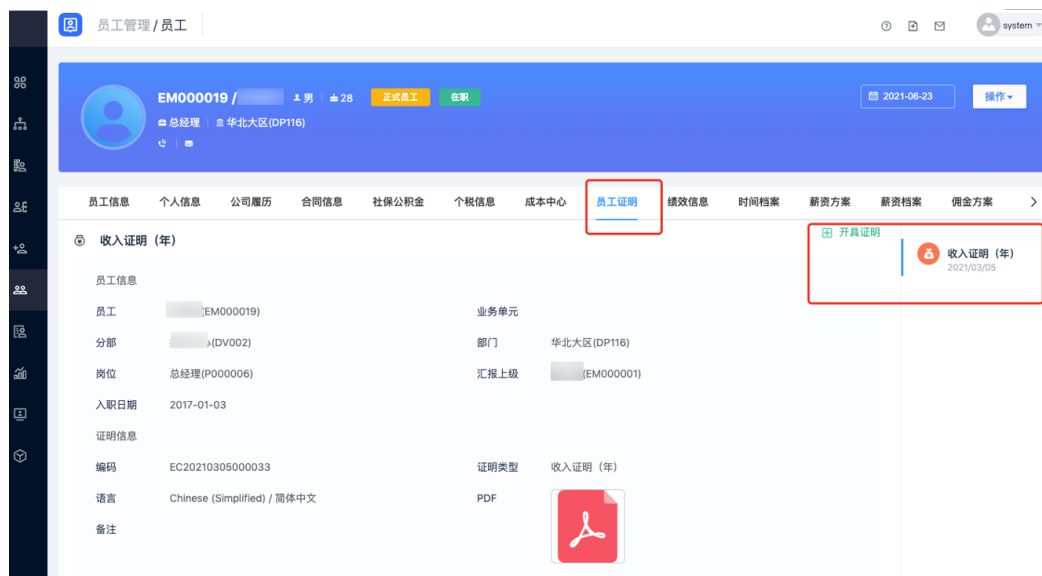 员工管理 / 员工
system
EM000019 / 男 28 正式员工 在职
2021-06-23 操作
总经理 华北大区(DP116)
员工信息 个人信息 公司履历 合同信息 社保公积金 个税信息 成本中心 员工证明 绩效信息 时间档案 薪资方案 薪资档案 佣金方案
收入证明（年）
开具证明
收入证明（年）
2021/03/05
员工信息
员工 (EM000019) 业务单元
分部 (DV002) 部门 华北大区(DP116)
岗位 总经理(P000006) 汇报上级 (EM000001)
入职日期 2017-01-03
证明信息
编码 EC20210305000033 证明类型 收入证明（年）
语言 Chinese (Simplified) / 简体中文 PDF
备注